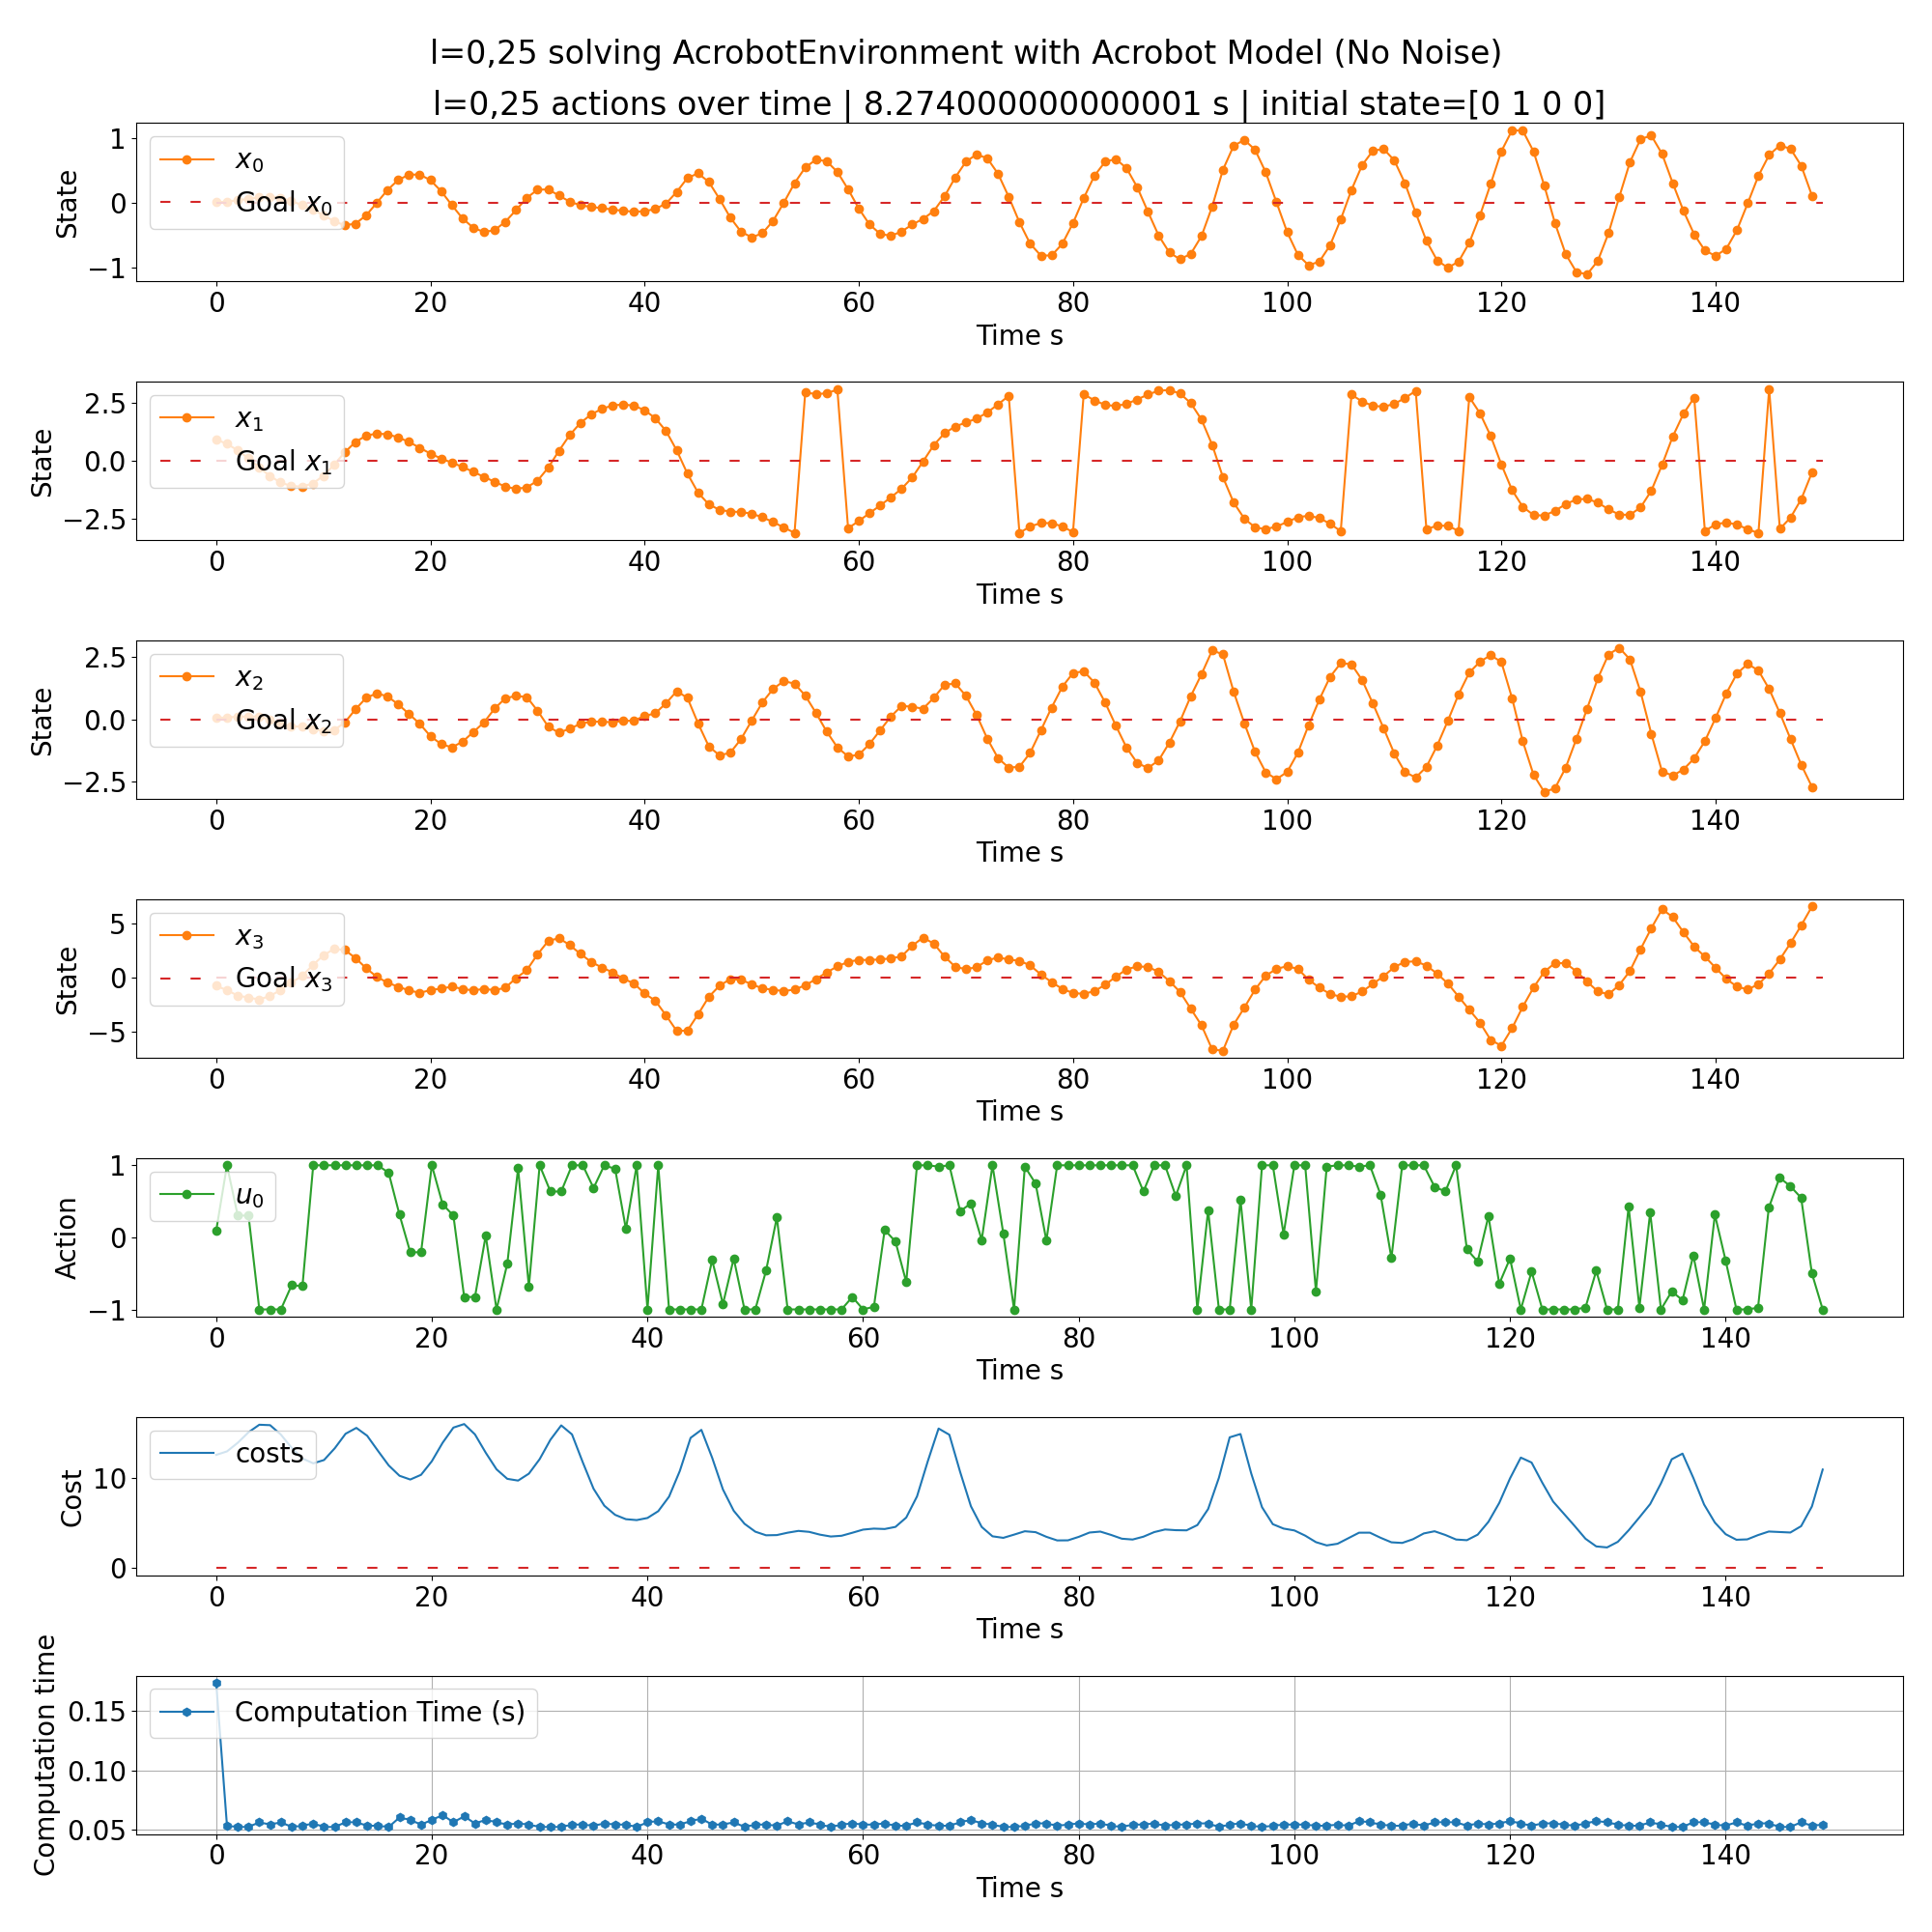 l=0,25 solving AcrobotEnvironment with Acrobot Model (No Noise)
l=0,25 actions over time | 8.274000000000001 s | initial state=[0 1 0 0]
State
1
0
−1
x₀
Goal x₀
0 20 40 60 80 100 120 140
Time s
State
2.5
0.0
−2.5
x₁
Goal x₁
0 20 40 60 80 100 120 140
Time s
State
2.5
0.0
−2.5
x₂
Goal x₂
0 20 40 60 80 100 120 140
Time s
State
5
0
−5
x₃
Goal x₃
0 20 40 60 80 100 120 140
Time s
Action
1
0
−1
u₀
0 20 40 60 80 100 120 140
Time s
Cost
10
0
costs
0 20 40 60 80 100 120 140
Time s
Computation time
0.15
0.10
0.05
Computation Time (s)
0 20 40 60 80 100 120 140
Time s